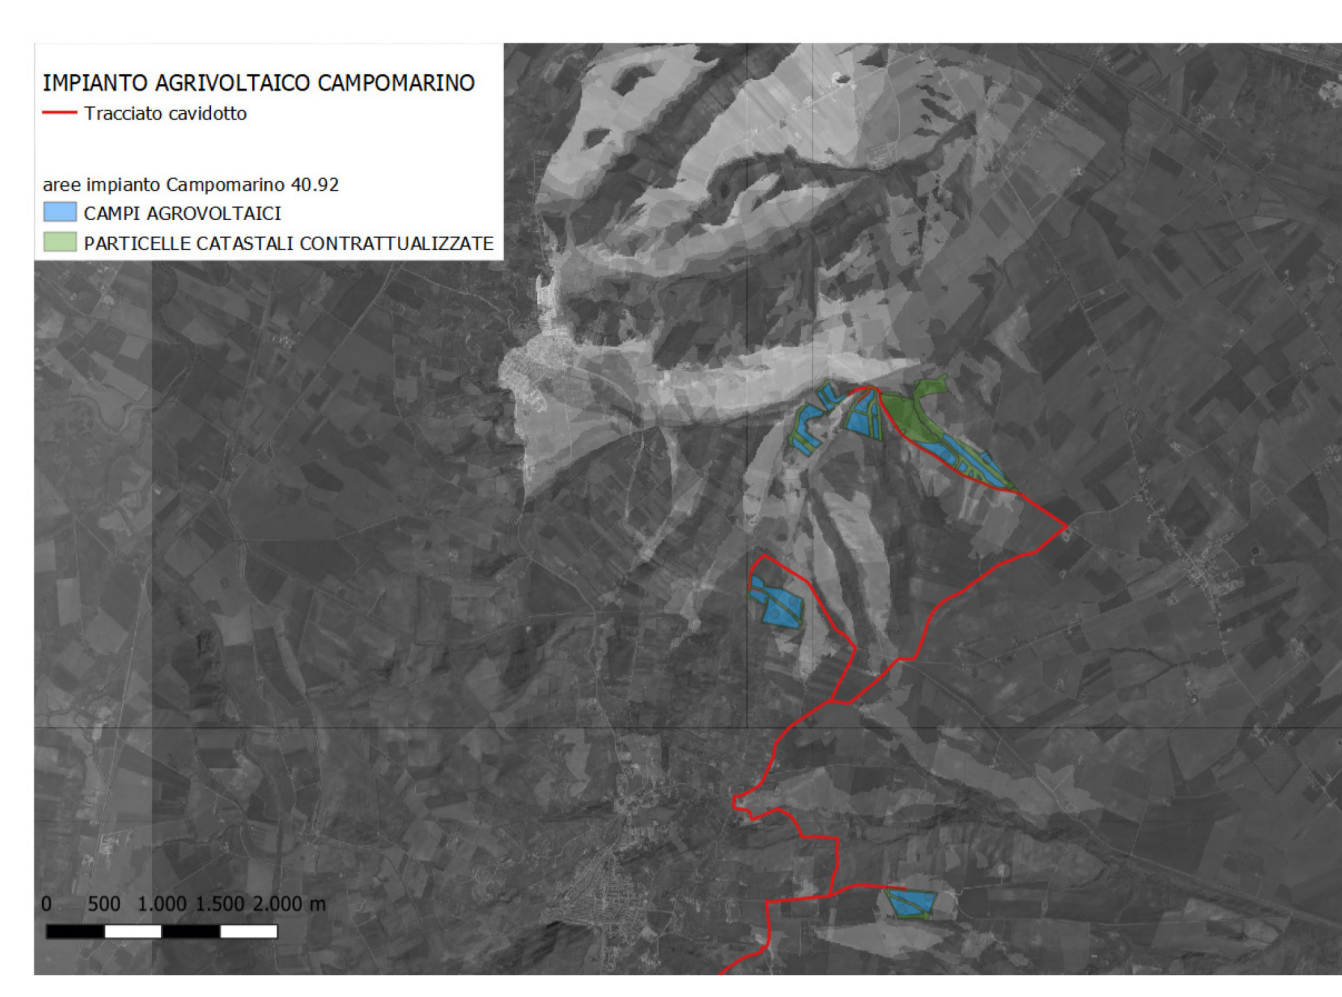 IMPIANTO AGRIVOLTAICO CAMPOMARINO
Tracciato cavidotto
aree impianto Campomarino 40.92
CAMPI AGROVOLTAICI
PARTICELLE CATASTALI CONTRATTUALIZZATE
0 500 1.000 1.500 2.000 m